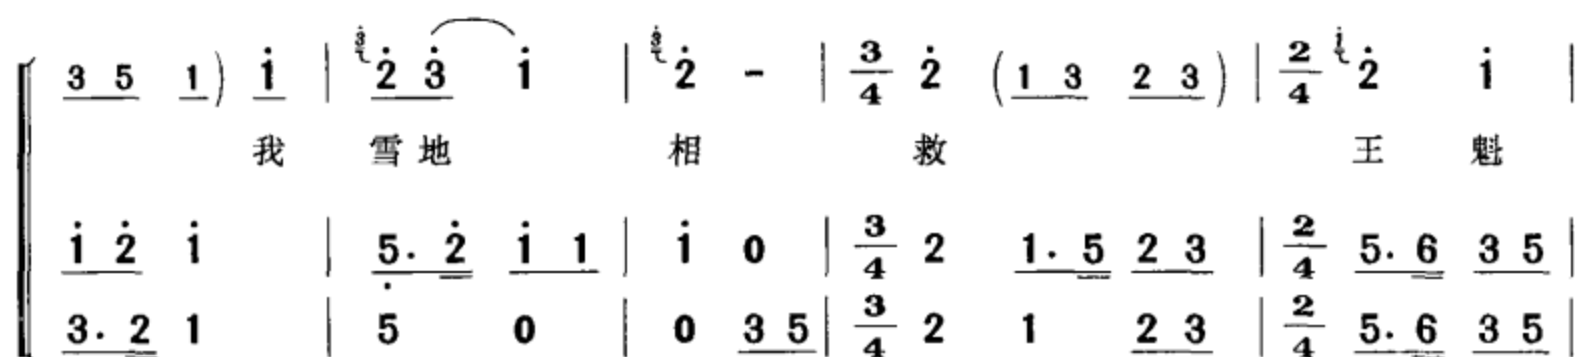 3 5 1) i | 2 3 i | 2 - | 3/4 2 (1 3 2 3) | 2/4 2 i |
我 雪地 相 救 王 魁
i 2 i | 5. 2 i 1 | i 0 | 3/4 2 1. 5 2 3 | 2/4 5. 6 3 5 |
3. 2 1 | 5 0 | 0 3 5 | 3/4 2 1 2 3 | 2/4 5. 6 3 5 |